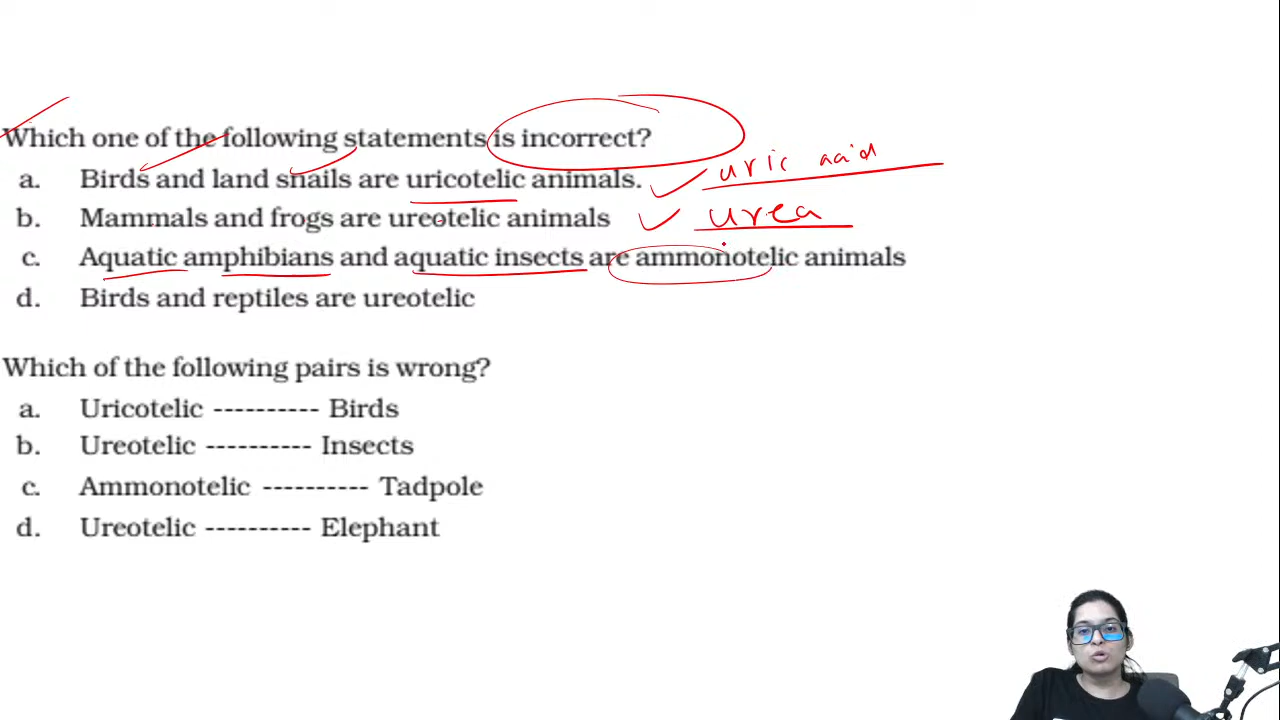 Which one of the following statements is incorrect?
a. Birds and land snails are uricotelic animals. uric acid
b. Mammals and frogs are ureotelic animals urea
c. Aquatic amphibians and aquatic insects are ammonotelic animals
d. Birds and reptiles are ureotelic
Which of the following pairs is wrong?
a. Uricotelic ---------- Birds
b. Ureotelic ---------- Insects
c. Ammonotelic ---------- Tadpole
d. Ureotelic ---------- Elephant